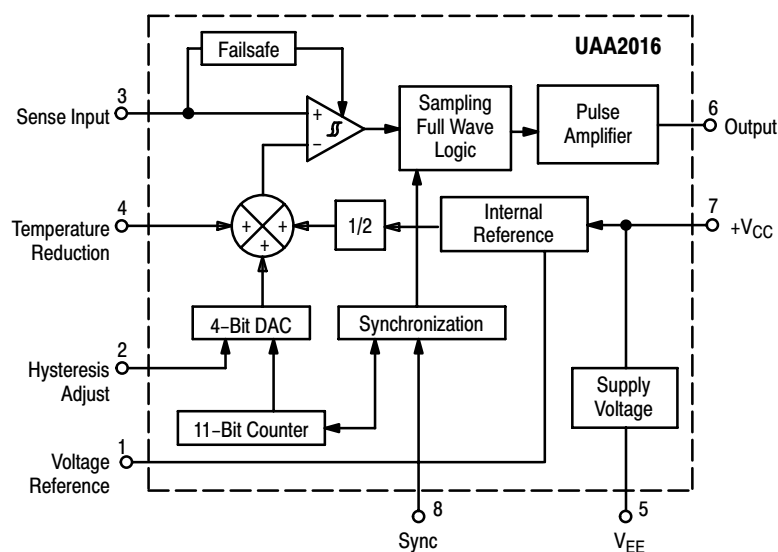 UAA2016
Failsafe
3
Sense Input
+
−
Sampling
Full Wave
Logic
Pulse
Amplifier
6
Output
4
Temperature
Reduction
+
+
+
1/2
Internal
Reference
7
+VCC
4−Bit DAC
Synchronization
2
Hysteresis
Adjust
11−Bit Counter
Supply
Voltage
1
Voltage
Reference
8
Sync
5
VEE